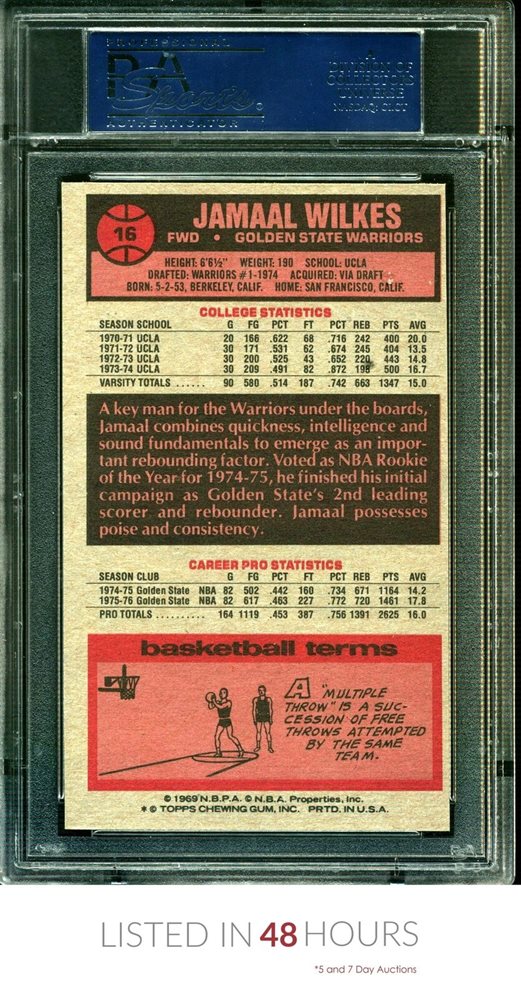 PROFESSIONAL
PSA
Sports.
AUTHENTICATOR
A
DIVISION OF
COLLECTORS
UNIVERSE
NASDAQ: CLCT
16
JAMAAL WILKES
FWD • GOLDEN STATE WARRIORS
HEIGHT: 6'6½" WEIGHT: 190 SCHOOL: UCLA
DRAFTED: WARRIORS #1-1974 ACQUIRED: VIA DRAFT
BORN: 5-2-53, BERKELEY, CALIF. HOME: SAN FRANCISCO, CALIF.
COLLEGE STATISTICS
SEASON SCHOOL G FG PCT FT PCT REB PTS AVG
1970-71 UCLA 20 166 .622 68 .716 242 400 20.0
1971-72 UCLA 30 171 .531 62 .674 245 404 13.5
1972-73 UCLA 30 200 .525 43 .652 220 443 14.8
1973-74 UCLA 30 209 .491 82 .872 198 500 16.7
VARSITY TOTALS ...... 90 580 .514 187 .742 663 1347 15.0
A key man for the Warriors under the boards,
Jamaal combines quickness, intelligence and
sound fundamentals to emerge as an impor-
tant rebounding factor. Voted as NBA Rookie
of the Year for 1974-75, he finished his initial
campaign as Golden State's 2nd leading
scorer and rebounder. Jamaal possesses
poise and consistency.
CAREER PRO STATISTICS
SEASON CLUB G FG PCT FT PCT REB PTS AVG
1974-75 Golden State NBA 82 502 .442 160 .734 671 1164 14.2
1975-76 Golden State NBA 82 617 .463 227 .772 720 1461 17.8
PRO TOTALS .......... 164 1119 .453 387 .756 1391 2625 16.0
basketball terms
A "MULTIPLE
THROW" IS A SUC-
CESSION OF FREE
THROWS ATTEMPTED
BY THE SAME
TEAM.
© 1969 N.B.P.A. © N.B.A. Properties, Inc.
* © TOPPS CHEWING GUM, INC. PRTD. IN U.S.A.
LISTED IN 48 HOURS
*5 and 7 Day Auctions